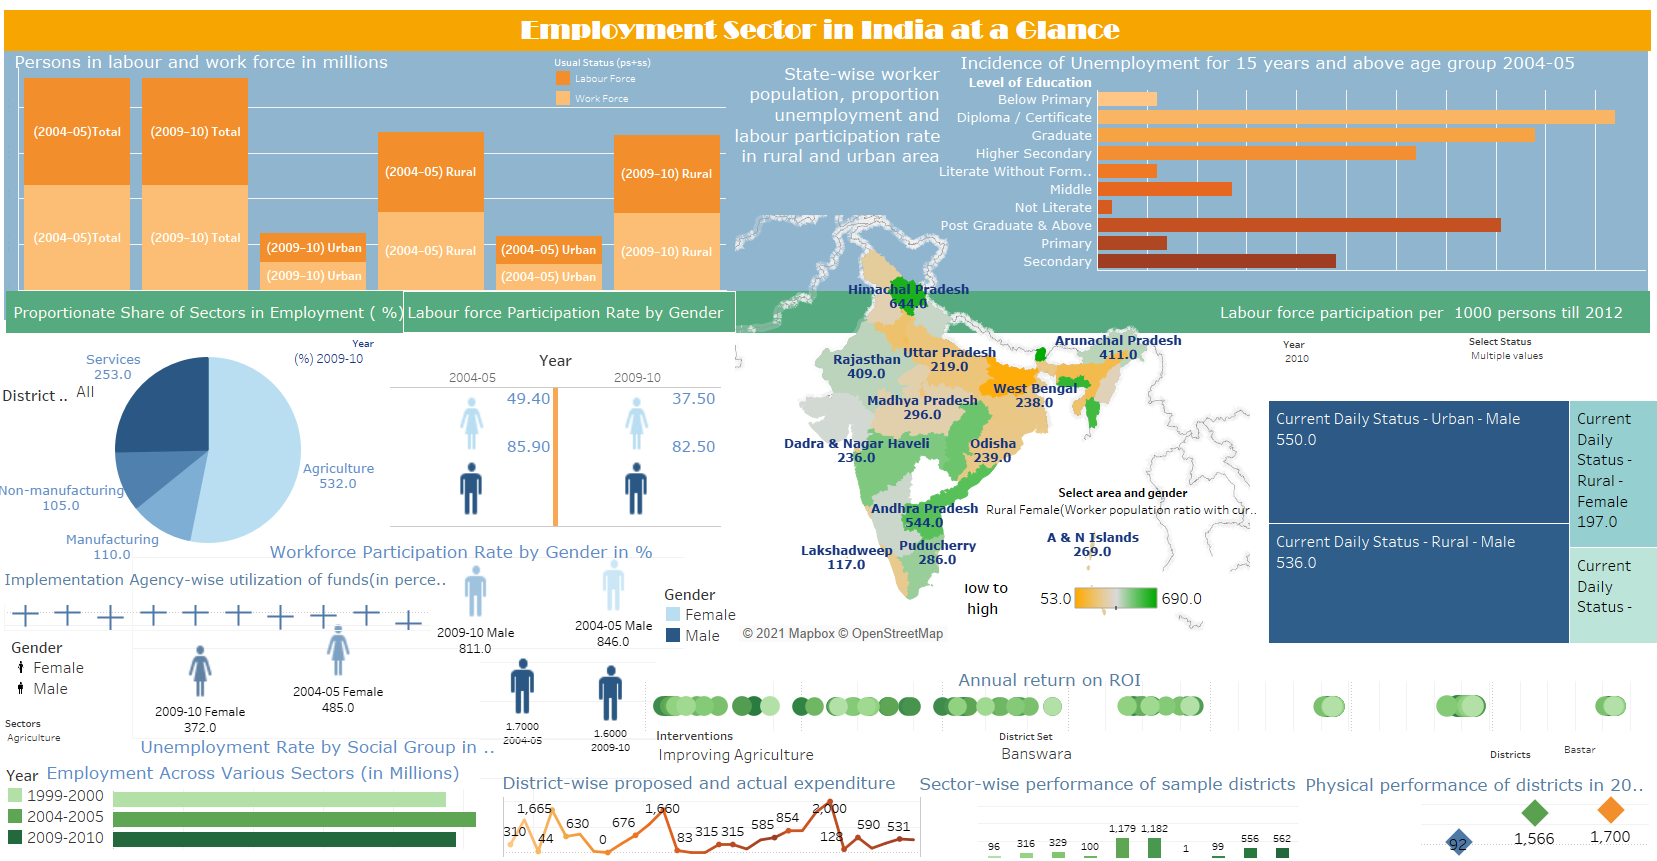 Employment Sector in India at a Glance
Persons in labour and work force in millions
Usual Status (ps+ss)
Labour Force
Work Force
(2004-05)Total
(2009-10) Total
(2004-05) Rural
(2009-10) Rural
(2004-05)Total
(2009-10) Total
(2009-10) Urban
(2009-10) Urban
(2004-05) Rural
(2004-05) Urban
(2004-05) Urban
(2009-10) Rural
State-wise worker
population, proportion
unemployment and
labour participation rate
in rural and urban area
Incidence of Unemployment for 15 years and above age group 2004-05
Level of Education
Below Primary
Diploma / Certificate
Graduate
Higher Secondary
Literate Without Form..
Middle
Not Literate
Post Graduate & Above
Primary
Secondary
Proportionate Share of Sectors in Employment ( %)
Labour force Participation Rate by Gender
Labour force participation per 1000 persons till 2012
Year
(%) 2009-10
District ..
All
Services
253.0
Agriculture
532.0
Non-manufacturing
105.0
Manufacturing
110.0
Year
2004-05
2009-10
49.40
37.50
85.90
82.50
Himachal Pradesh
644.0
Arunachal Pradesh
411.0
Rajasthan
409.0
Uttar Pradesh
219.0
West Bengal
238.0
Madhya Pradesh
296.0
Dadra & Nagar Haveli
236.0
Odisha
239.0
Andhra Pradesh
544.0
Lakshadweep
117.0
Puducherry
286.0
A & N Islands
269.0
Select area and gender
Rural Female(Worker population ratio with cur..
low to
high
53.0
690.0
© 2021 Mapbox © OpenStreetMap
Year
2010
Select Status
Multiple values
Current Daily Status - Urban - Male
550.0
Current Daily Status - Rural - Male
536.0
Current
Daily
Status -
Rural -
Female
197.0
Current
Daily
Status -
Workforce Participation Rate by Gender in %
Implementation Agency-wise utilization of funds(in perce..
Gender
Female
Male
2009-10 Male
811.0
2004-05 Male
846.0
2004-05 Female
485.0
2009-10 Female
372.0
Gender
Female
Male
1.7000
2004-05
1.6000
2009-10
Sectors
Agriculture
Unemployment Rate by Social Group in ..
Annual return on ROI
Interventions
Improving Agriculture
District Set
Banswara
Districts
Bastar
Year
Employment Across Various Sectors (in Millions)
1999-2000
2004-2005
2009-2010
District-wise proposed and actual expenditure
310
1,665
44
630
0
676
1,660
83
315
315
585
854
2,000
128
590
531
Sector-wise performance of sample districts
96
316
329
100
1,179
1,182
1
99
556
562
Physical performance of districts in 20..
92
1,566
1,700